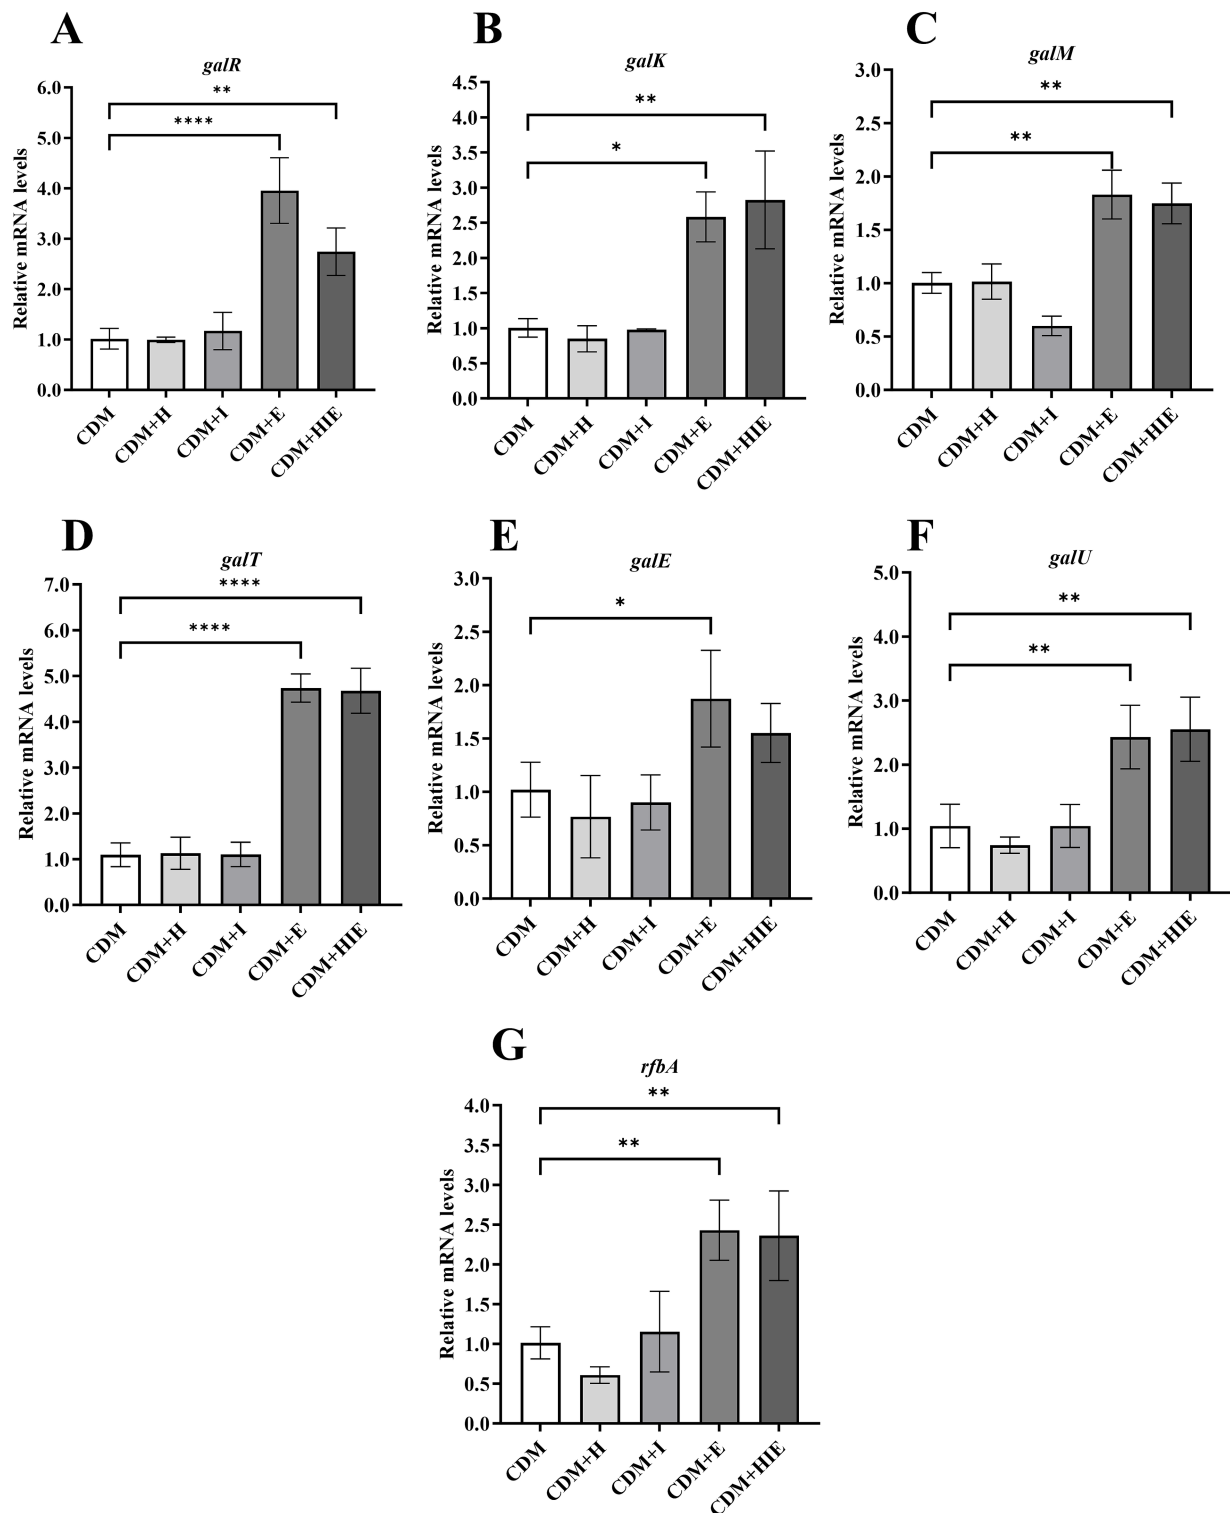 A
galR
Relative mRNA levels
6.0
5.0
4.0
3.0
2.0
1.0
0.0
**
****
CDM
CDM+H
CDM+I
CDM+E
CDM+HIE
B
galK
Relative mRNA levels
4.5
4.0
3.5
3.0
2.5
2.0
1.5
1.0
0.5
0.0
**
*
CDM
CDM+H
CDM+I
CDM+E
CDM+HIE
C
galM
Relative mRNA levels
3.0
2.5
2.0
1.5
1.0
0.5
0.0
**
**
CDM
CDM+H
CDM+I
CDM+E
CDM+HIE
D
galT
Relative mRNA levels
7.0
6.0
5.0
4.0
3.0
2.0
1.0
0.0
****
****
CDM
CDM+H
CDM+I
CDM+E
CDM+HIE
E
galE
Relative mRNA levels
3.0
2.5
2.0
1.5
1.0
0.5
0.0
*
CDM
CDM+H
CDM+I
CDM+E
CDM+HIE
F
galU
Relative mRNA levels
5.0
4.0
3.0
2.0
1.0
0.0
**
**
CDM
CDM+H
CDM+I
CDM+E
CDM+HIE
G
rfbA
Relative mRNA levels
4.0
3.5
3.0
2.5
2.0
1.5
1.0
0.5
0.0
**
**
CDM
CDM+H
CDM+I
CDM+E
CDM+HIE